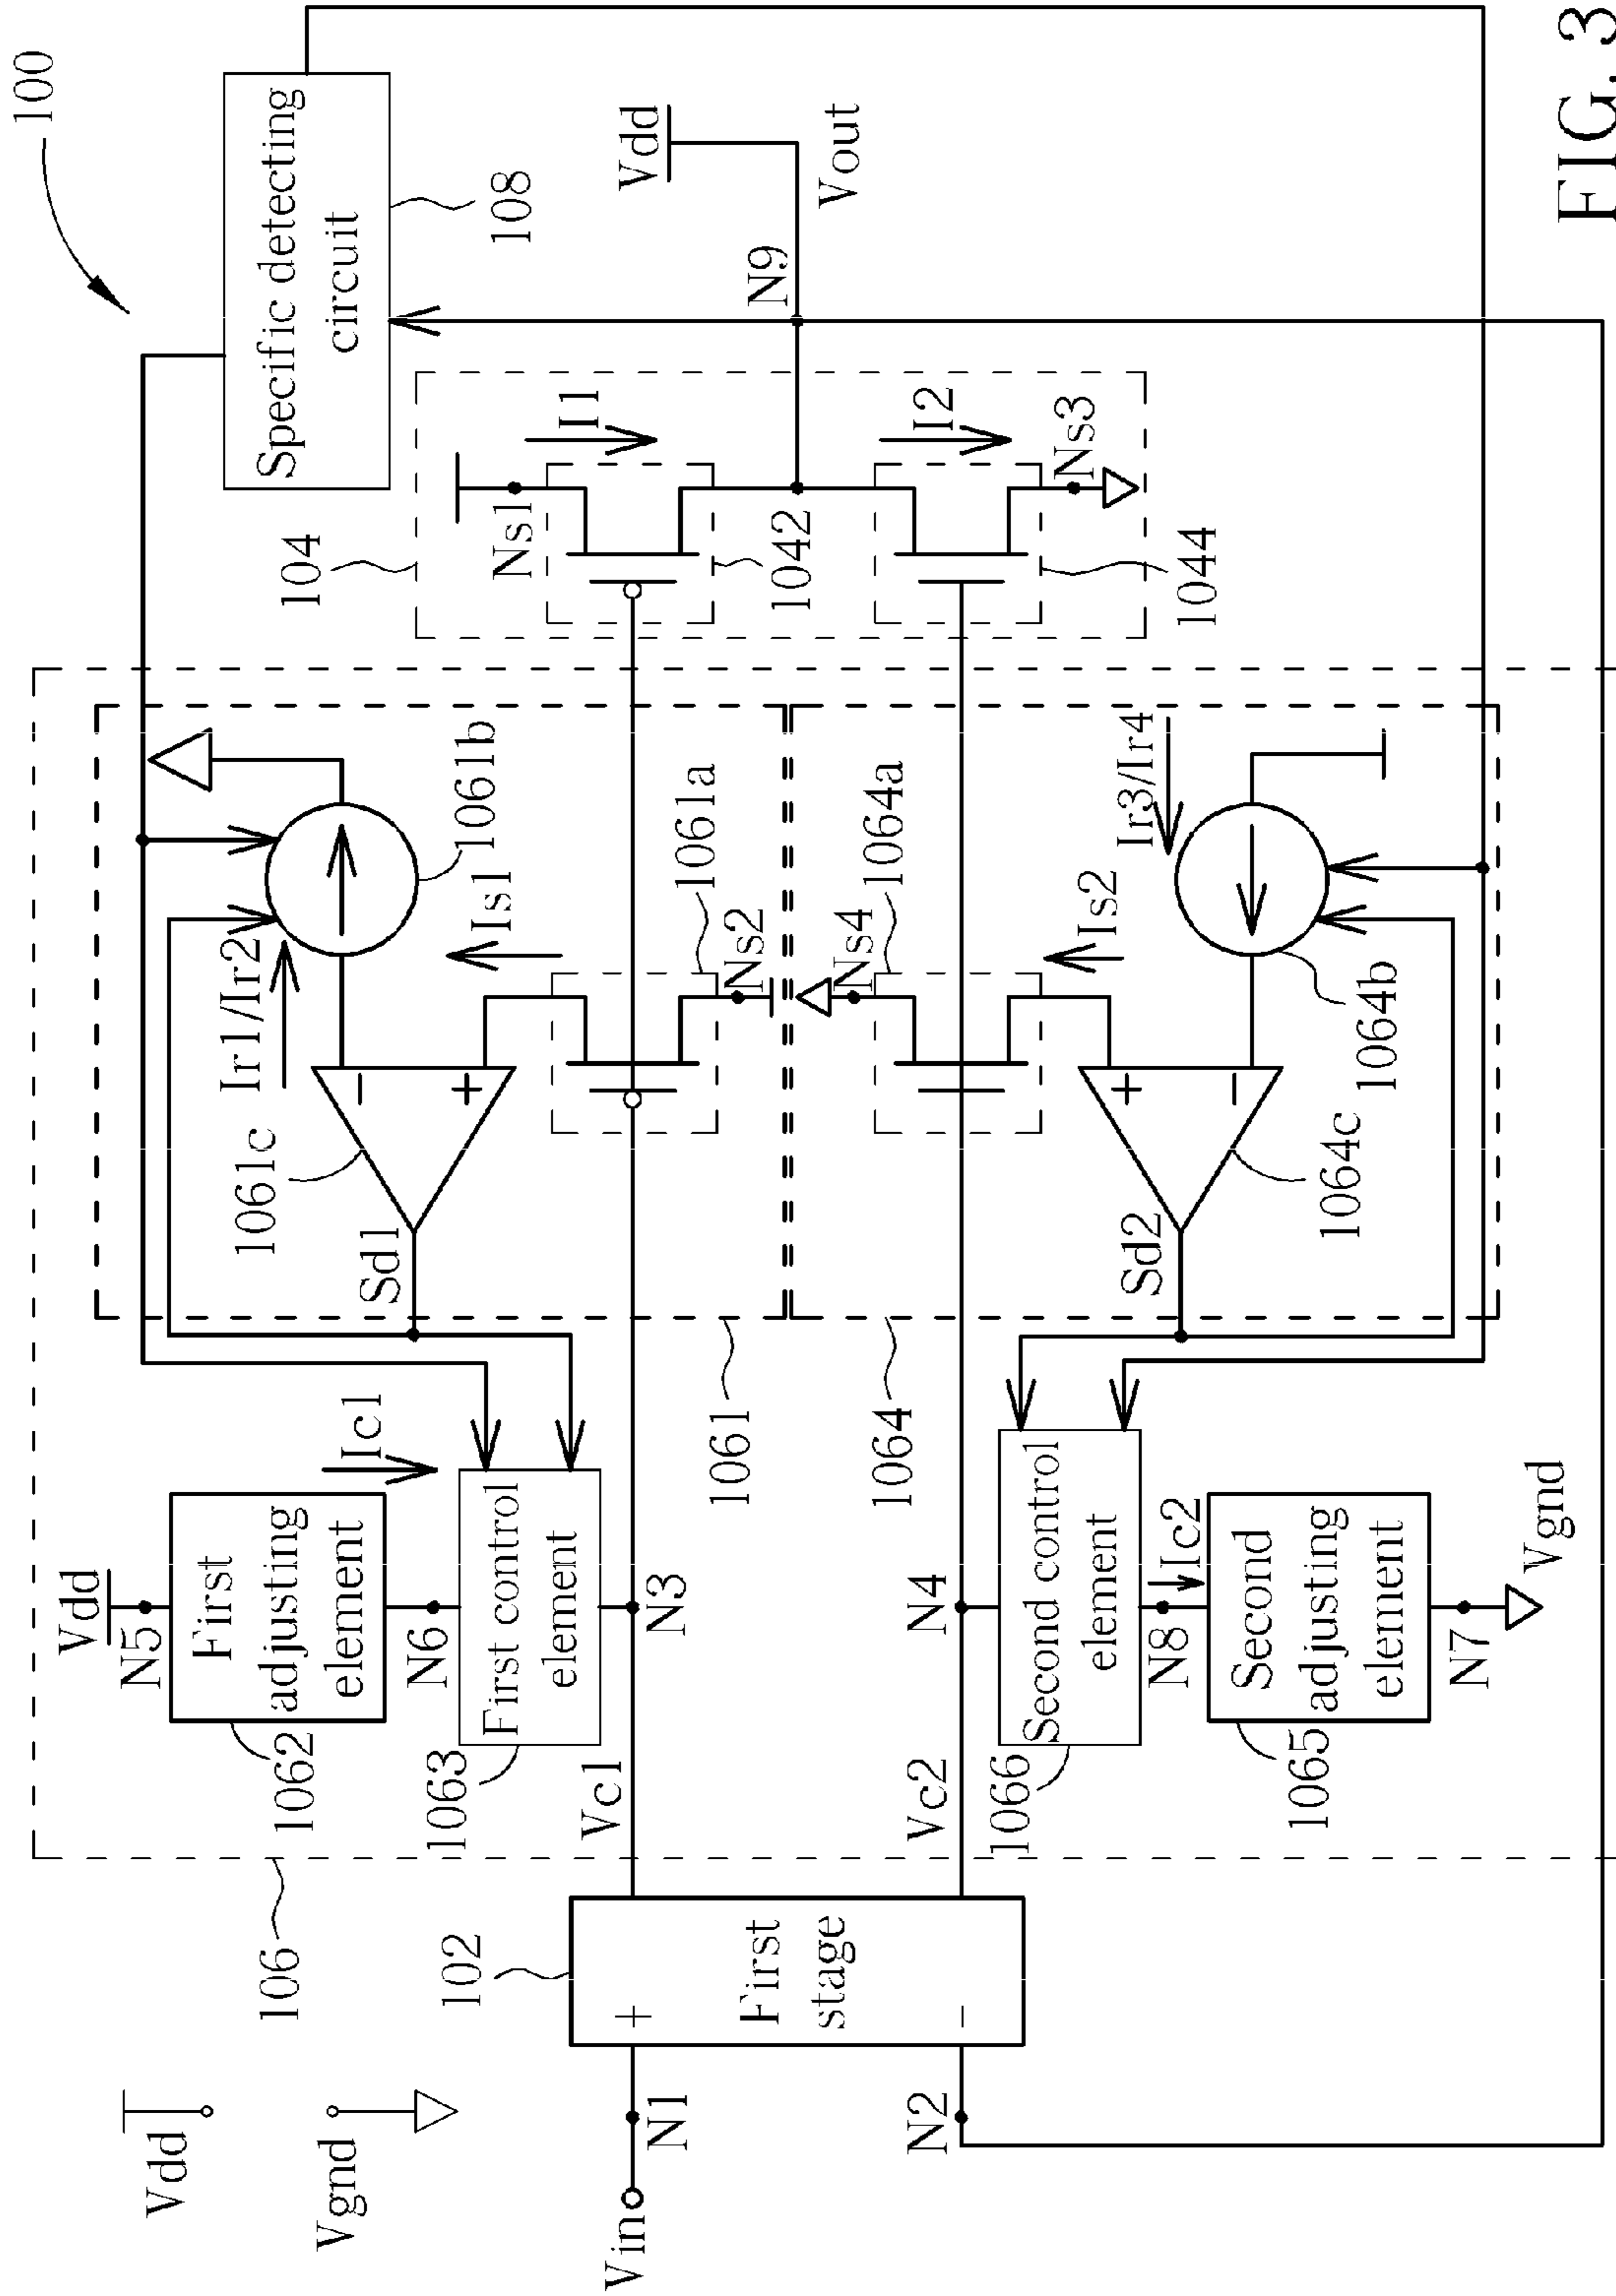 100
Specific detecting
circuit
108
Vdd
Vout
N9
104
Ns1
I1
1042
I2
Ns3
1044
1061b
Ir1/Ir2
Is1
1061a
Ns2
1061c
Sd1
1061
1064a
Ns4
Is2
Ir3/Ir4
1064b
1064c
Sd2
1064
–
+
+
–
Vdd
N5
First
adjusting
element
1062
N6
Ic1
First control
element
1063
N3
Vc1
N4
Vc2
Second control
element
1066
N8
Ic2
Second
adjusting
element
1065
N7
Vgnd
106
102
+
First
stage
–
Vdd
Vgnd
Vin
N1
N2
FIG. 3